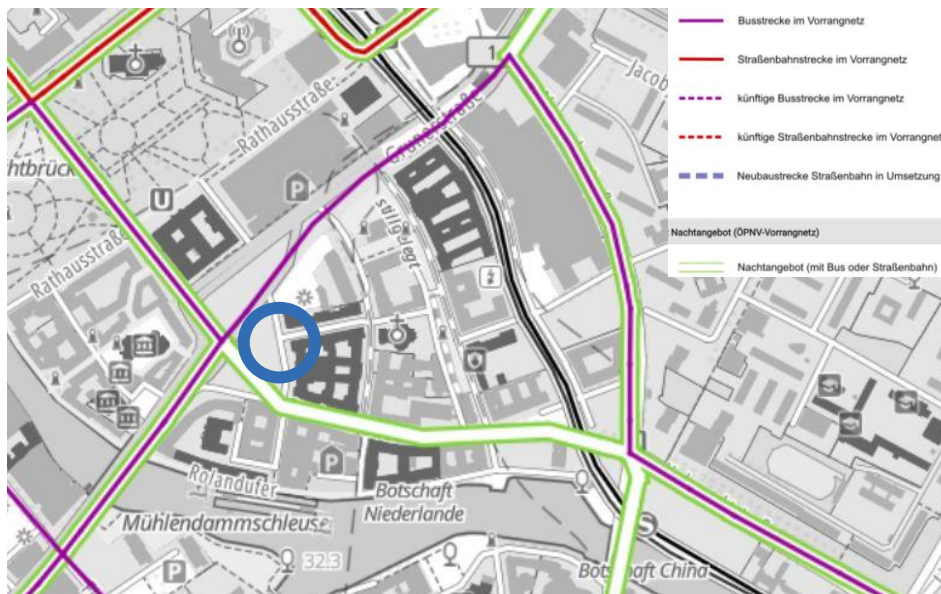 Busstrecke im Vorrangnetz
Straßenbahnstrecke im Vorrangnetz
künftige Busstrecke im Vorrangnetz
künftige Straßenbahnstrecke im Vorrangnet
Neubaustrecke Straßenbahn in Umsetzung
Nachtangebot (ÖPNV-Vorrangnetz)
Nachtangebot (mit Bus oder Straßenbahn)
1
Jacob
Rathausstraße
Grunerstraße
htbrück
U
P
stillgelegt
Rathausstraße
P
Rolandufer
Botschaft
Niederlande
Mühlendammschleuse
32.3
S
P
Botschaft China